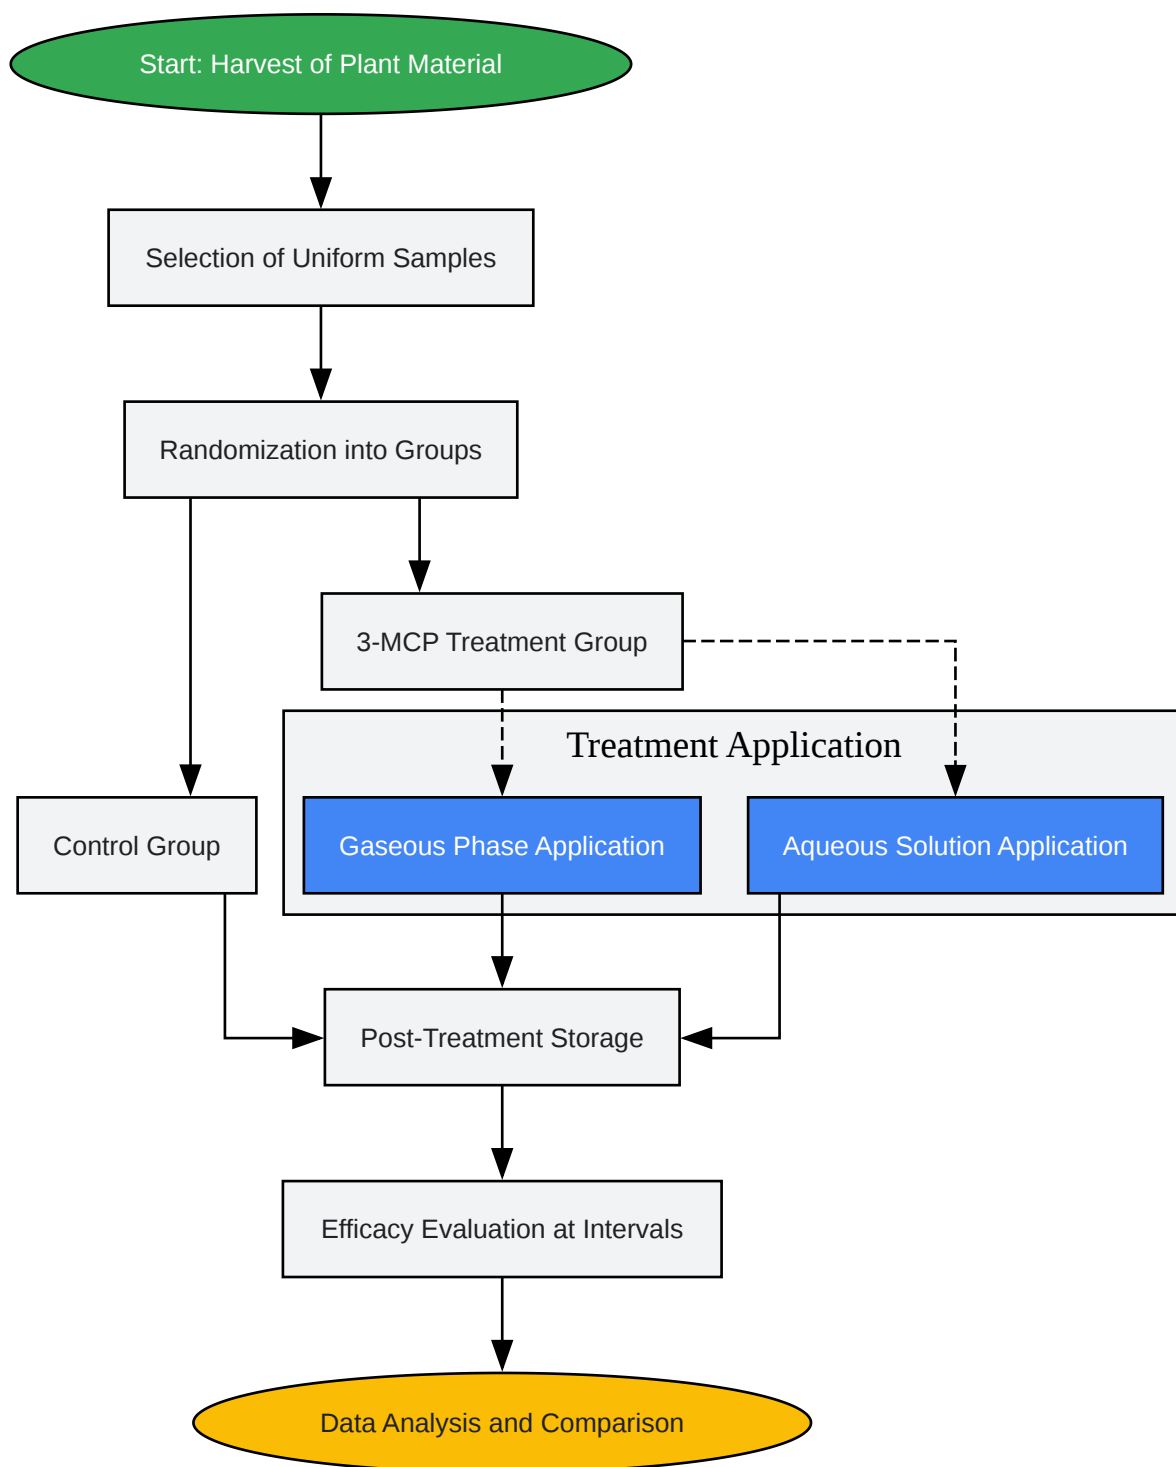 Start: Harvest of Plant Material
Selection of Uniform Samples
Randomization into Groups
3-MCP Treatment Group
Treatment Application
Control Group
Gaseous Phase Application
Aqueous Solution Application
Post-Treatment Storage
Efficacy Evaluation at Intervals
Data Analysis and Comparison